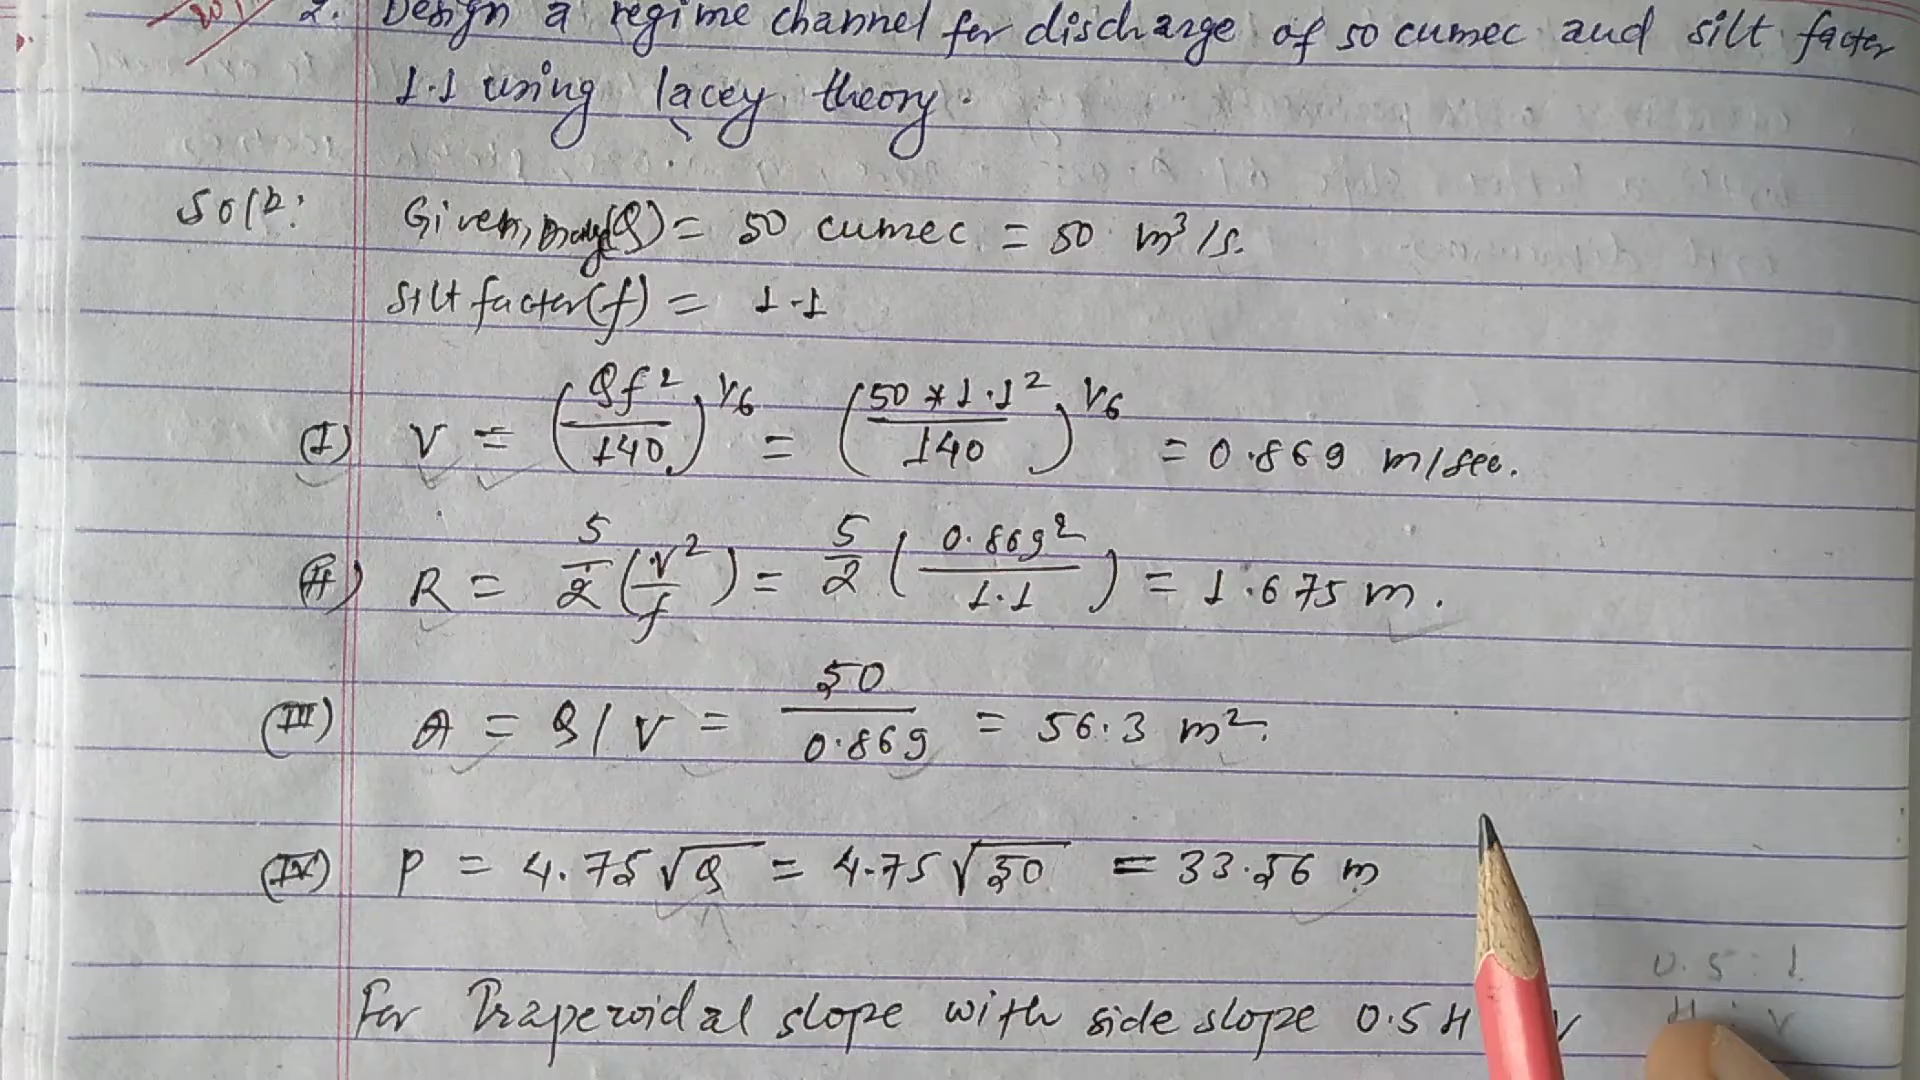 2. Design a regime channel for discharge of 50 cumec and silt factor
1.1 using lacey theory.
Soln: Given, (Q) = 50 cumec = 50 m³/s.
silt factor(f) = 1.1
(I) V = (Qf²/140)^1/6 = (50*1.1²/140)^1/6 = 0.869 m/sec.
(II) R = 5/2 (V²/f) = 5/2 (0.869²/1.1) = 1.675 m.
(III) A = Q/V = 50/0.869 = 56.3 m².
(IV) P = 4.75√Q = 4.75√50 = 33.56 m
0.5 : 1
For Trapezoidal slope with side slope 0.5 H V H : V